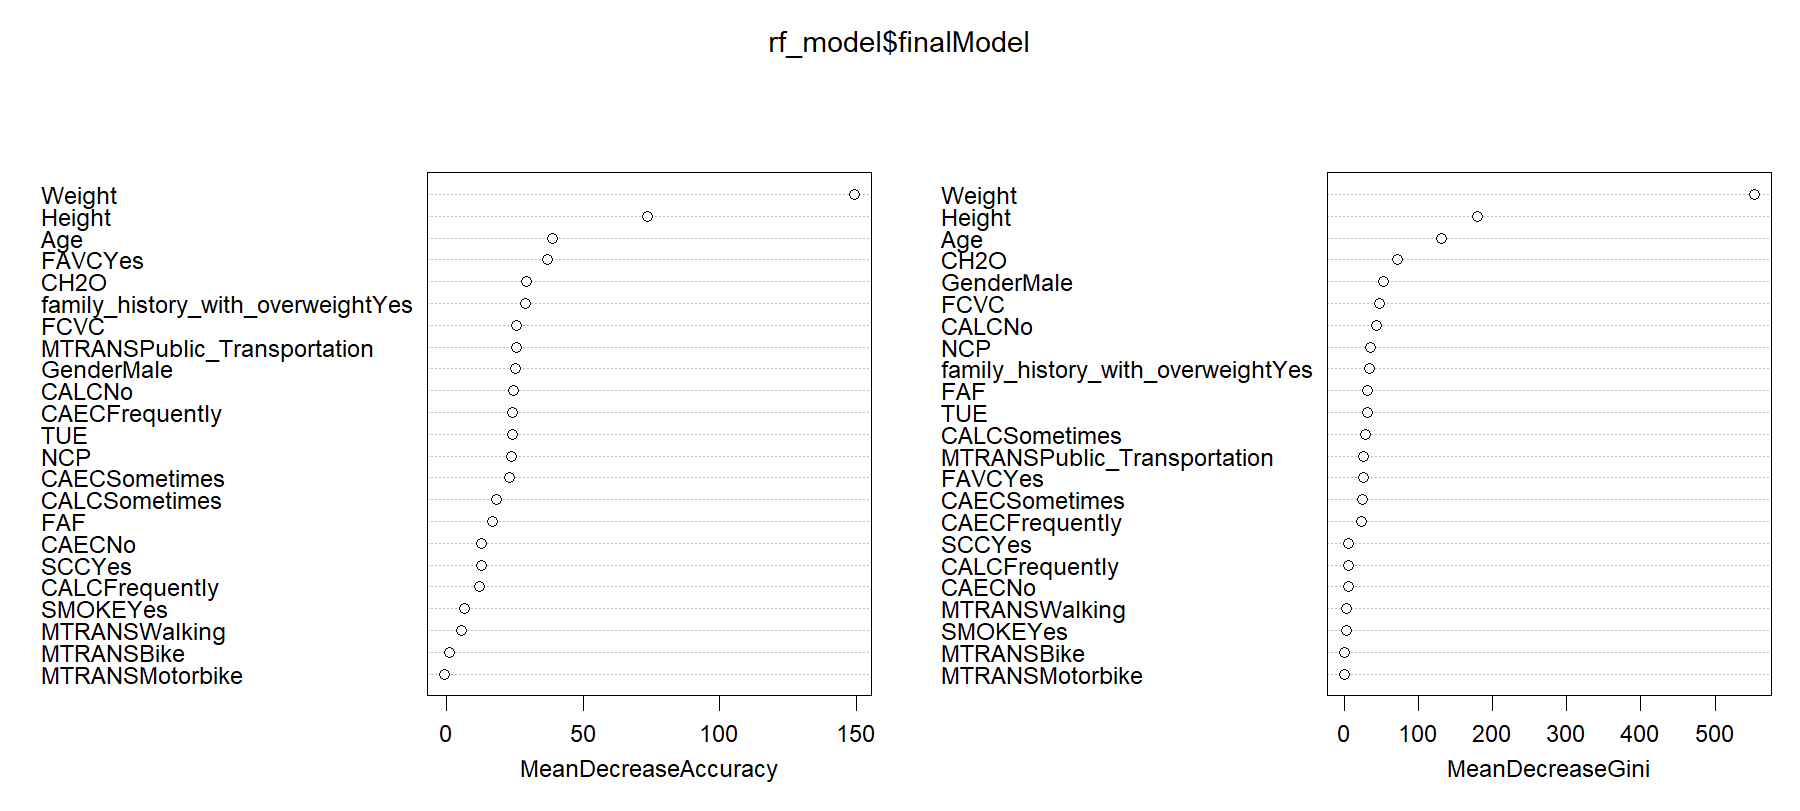 rf_model$finalModel
Weight
Height
Age
FAVCYes
CH2O
family_history_with_overweightYes
FCVC
MTRANSPublic_Transportation
GenderMale
CALCNo
CAECFrequently
TUE
NCP
CAECSometimes
CALCSometimes
FAF
CAECNo
SCCYes
CALCFrequently
SMOKEYes
MTRANSWalking
MTRANSBike
MTRANSMotorbike
0 50 100 150
MeanDecreaseAccuracy
Weight
Height
Age
CH2O
GenderMale
FCVC
CALCNo
NCP
family_history_with_overweightYes
FAF
TUE
CALCSometimes
MTRANSPublic_Transportation
FAVCYes
CAECSometimes
CAECFrequently
SCCYes
CALCFrequently
CAECNo
MTRANSWalking
SMOKEYes
MTRANSBike
MTRANSMotorbike
0 100 200 300 400 500
MeanDecreaseGini